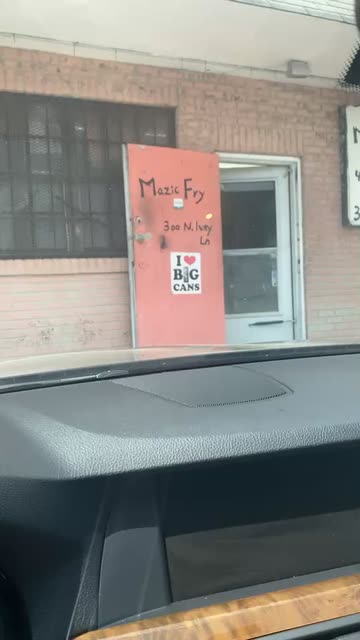 Mazic Fry
300 N. Ivey
Ln
I ❤
BIG
CANS